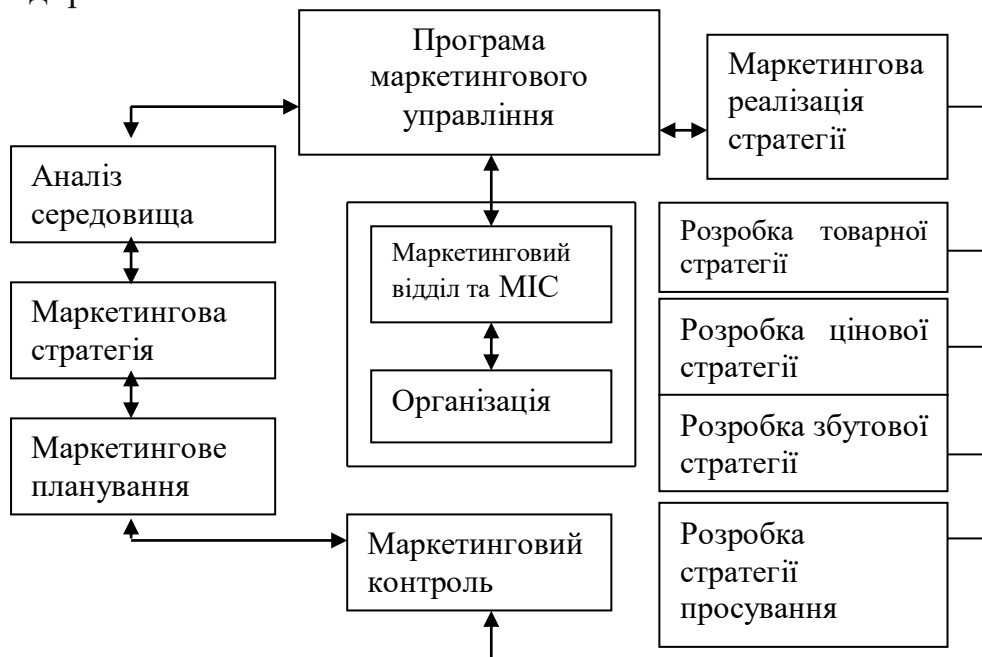 Програма
маркетингового
управління
Маркетингова
реалізація
стратегії
Аналіз
середовища
Маркетинговий
відділ та МІС
Розробка товарної
стратегії
Маркетингова
стратегія
Розробка цінової
стратегії
Організація
Маркетингове
планування
Розробка збутової
стратегії
Маркетинговий
контроль
Розробка
стратегії
просування